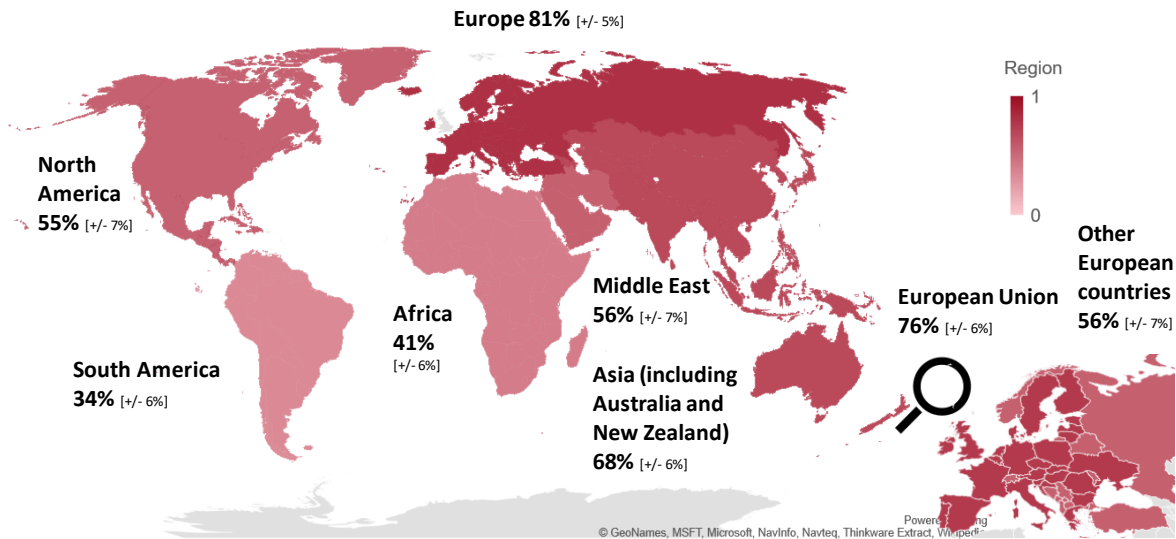 Europe 81% [+/- 5%]
Region
1
0
North
America
55% [+/- 7%]
Other
European
countries
56% [+/- 7%]
Middle East
56% [+/- 7%]
European Union
76% [+/- 6%]
Africa
41%
[+/- 6%]
South America
34% [+/- 6%]
Asia (including
Australia and
New Zealand)
68% [+/- 6%]
© GeoNames, MSFT, Microsoft, NavInfo, Navteq, Thinkware Extract,